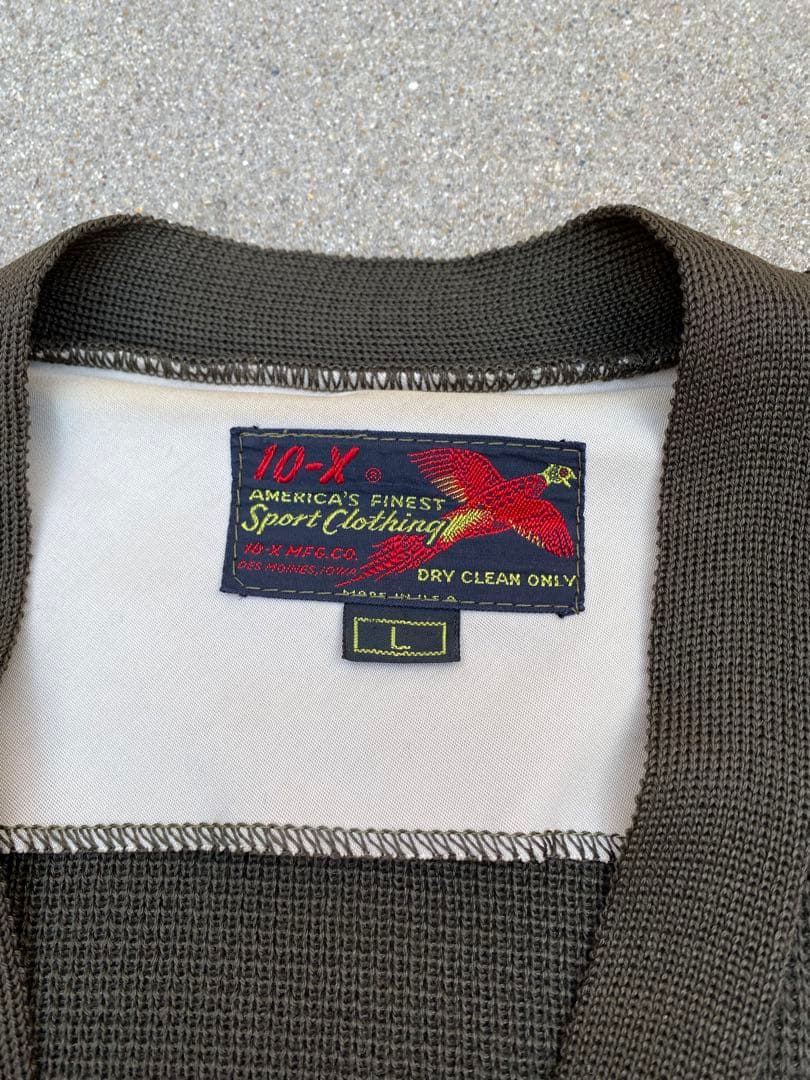 10-X ®
AMERICA'S FINEST
Sport Clothing
10-X MFG.CO.
DES MOINES, IOWA
DRY CLEAN ONLY
MADE IN U.S.A.
L